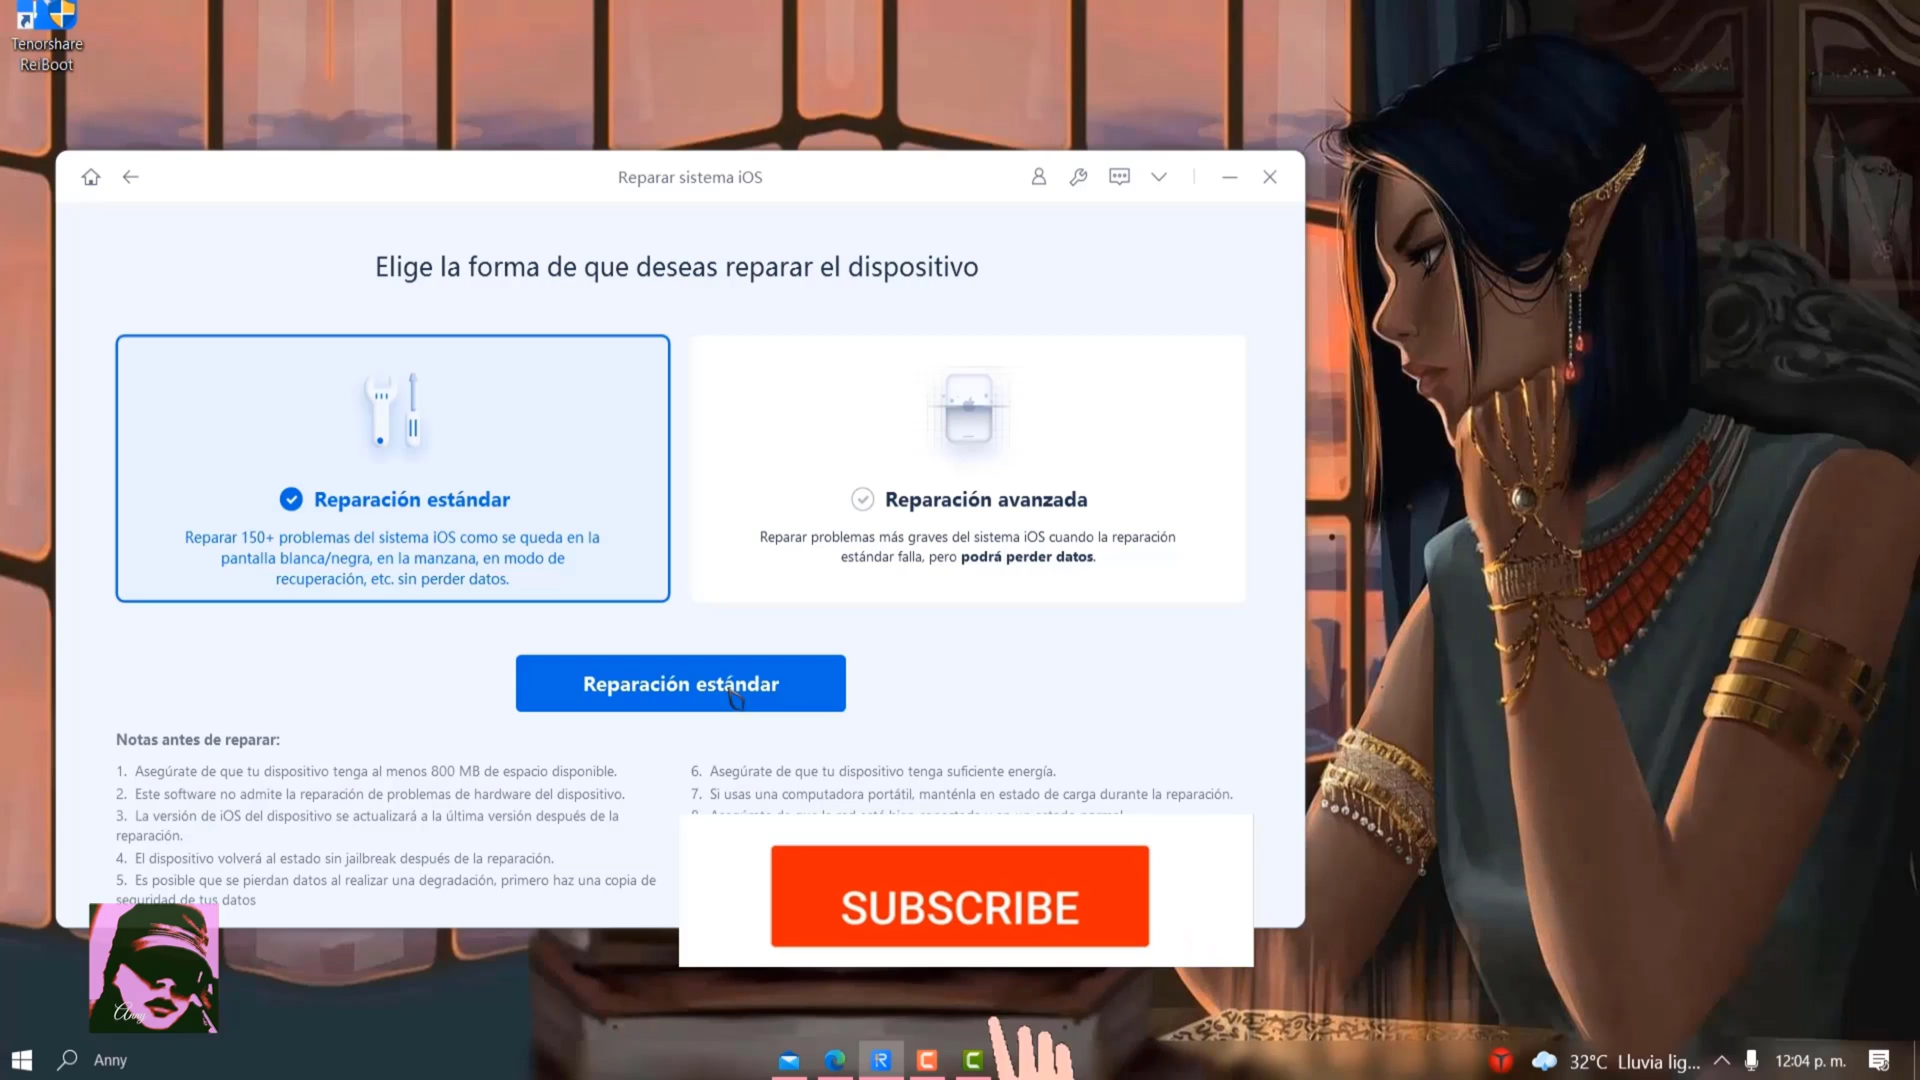 Tenorshare
ReiBoot
Reparar sistema iOS
Elige la forma de que deseas reparar el dispositivo
Reparación estándar
Reparar 150+ problemas del sistema iOS como se queda en la
pantalla blanca/negra, en la manzana, en modo de
recuperación, etc. sin perder datos.
Reparación avanzada
Reparar problemas más graves del sistema iOS cuando la reparación
estándar falla, pero podrá perder datos.
Reparación estándar
Notas antes de reparar:
1. Asegúrate de que tu dispositivo tenga al menos 800 MB de espacio disponible.
2. Este software no admite la reparación de problemas de hardware del dispositivo.
3. La versión de iOS del dispositivo se actualizará a la última versión después de la
reparación.
4. El dispositivo volverá al estado sin jailbreak después de la reparación.
5. Es posible que se pierdan datos al realizar una degradación, primero haz una copia de
seguridad de tus datos
6. Asegúrate de que tu dispositivo tenga suficiente energía.
7. Si usas una computadora portátil, manténla en estado de carga durante la reparación.
SUBSCRIBE
Anny
Anny
32°C Lluvia lig...
12:04 p. m.